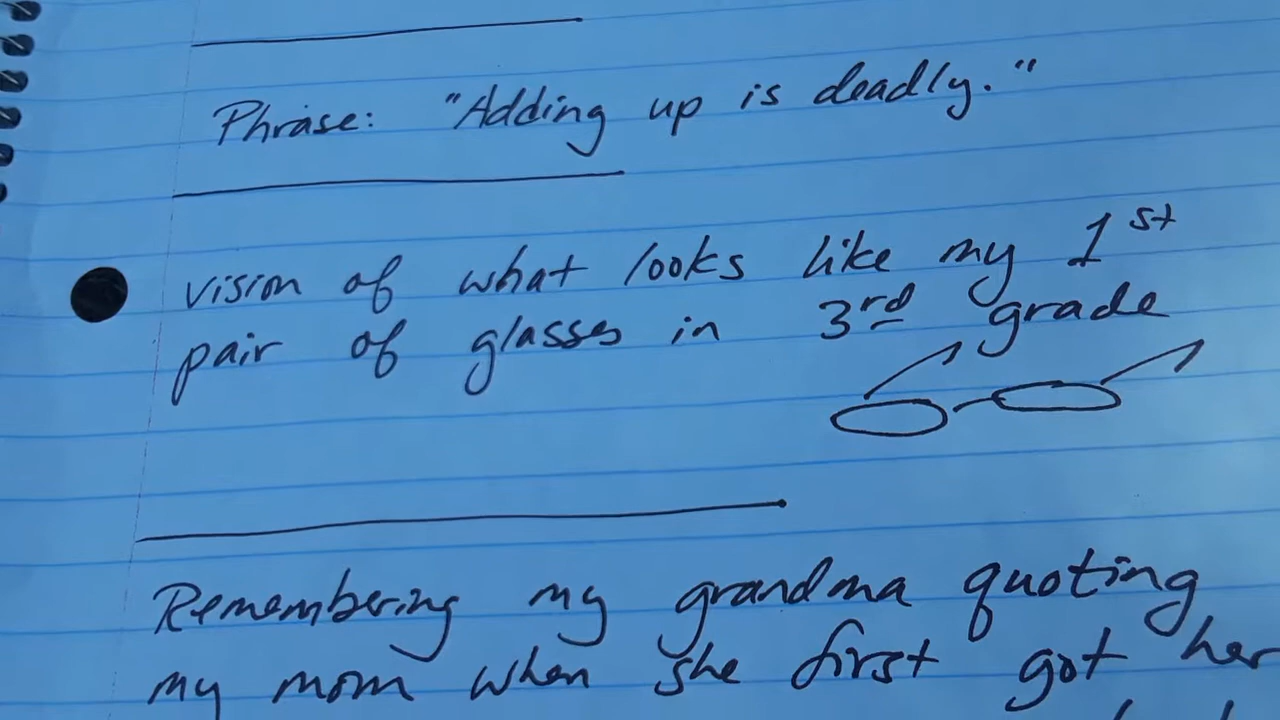 Phrase: "Adding up is deadly."
vision of what looks like my 1st
pair of glasses in 3rd grade
Remembering my grandma quoting
my mom when she first got her